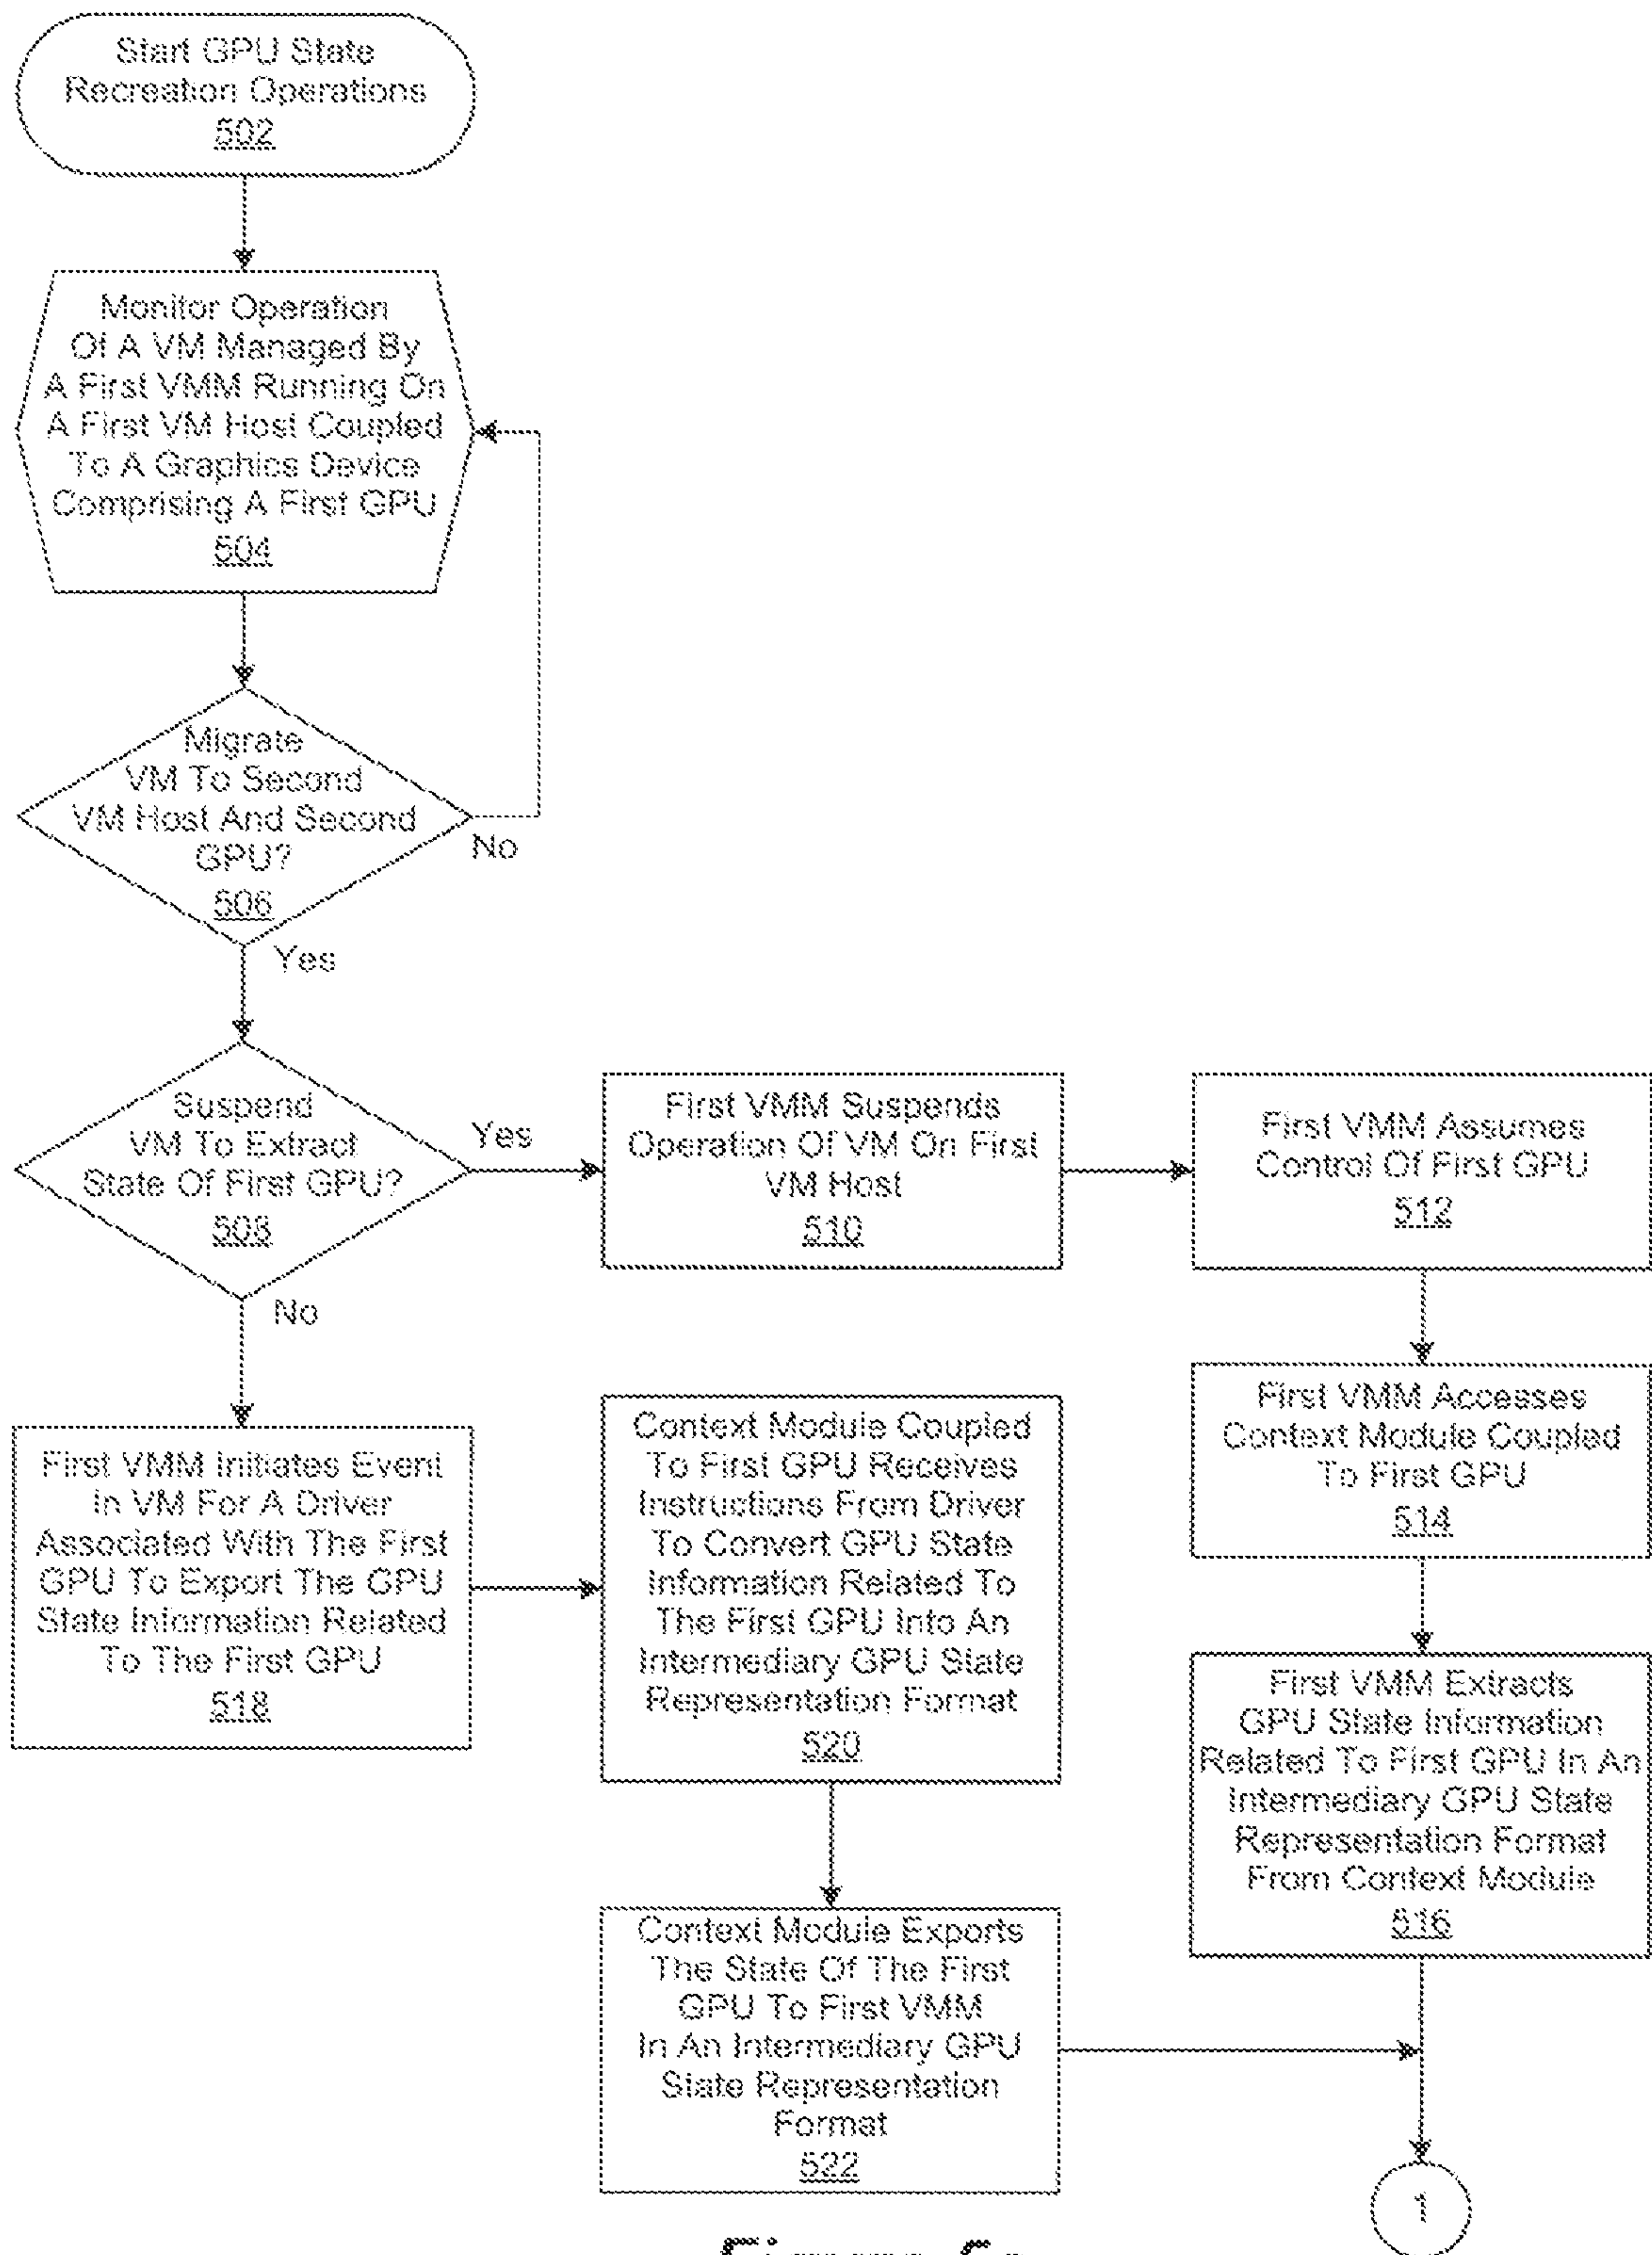 Start GPU State
Recreation Operations
502
Monitor Operation
Of A VM Managed By
A First VMM Running On
A First VM Host Coupled
To A Graphics Device
Comprising A First GPU
504
Migrate
VM To Second
VM Host And Second
GPU?
506
No
Yes
Suspend
VM To Extract
State Of First GPU?
508
Yes
No
First VMM Suspends
Operation Of VM On First
VM Host
510
First VMM Assumes
Control Of First GPU
512
First VMM Accesses
Context Module Coupled
To First GPU
514
First VMM Extracts
GPU State Information
Related To First GPU In An
Intermediary GPU State
Representation Format
From Context Module
516
First VMM Initiates Event
In VM For A Driver
Associated With The First
GPU To Export The GPU
State Information Related
To The First GPU
518
Context Module Coupled
To First GPU Receives
Instructions From Driver
To Convert GPU State
Information Related To
The First GPU Into An
Intermediary GPU State
Representation Format
520
Context Module Exports
The State Of The First
GPU To First VMM
In An Intermediary GPU
State Representation
Format
522
1